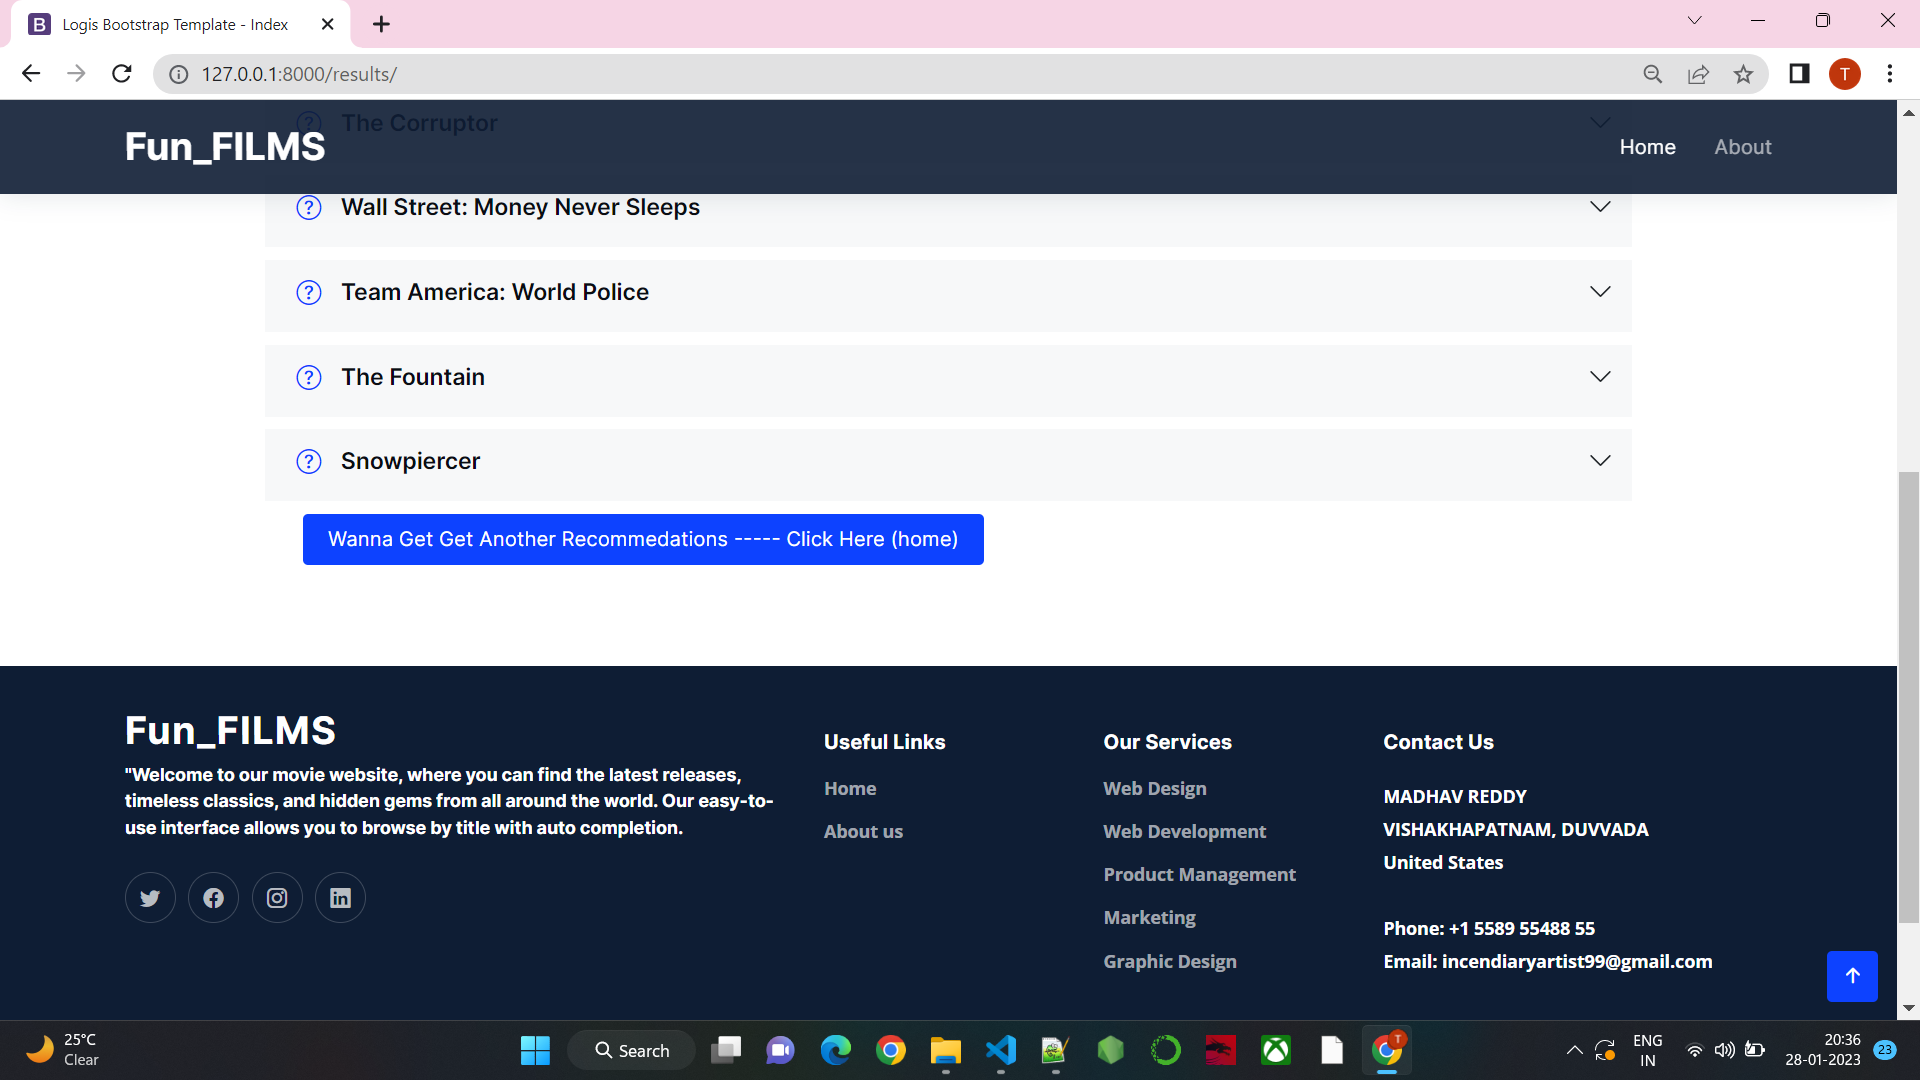 Logis Bootstrap Template - Index
127.0.0.1:8000/results/
T
The Corruptor
Fun_FILMS
Home
About
Wall Street: Money Never Sleeps
Team America: World Police
The Fountain
Snowpiercer
Wanna Get Get Another Recommedations ----- Click Here (home)
Fun_FILMS
"Welcome to our movie website, where you can find the latest releases,
timeless classics, and hidden gems from all around the world. Our easy-to-
use interface allows you to browse by title with auto completion.
Useful Links
Home
About us
Our Services
Web Design
Web Development
Product Management
Marketing
Graphic Design
Contact Us
MADHAV REDDY
VISHAKHAPATNAM, DUVVADA
United States
Phone: +1 5589 55488 55
Email: incendiaryartist99@gmail.com
25°C
Clear
Search
T
ENG
IN
20:36
28-01-2023
23